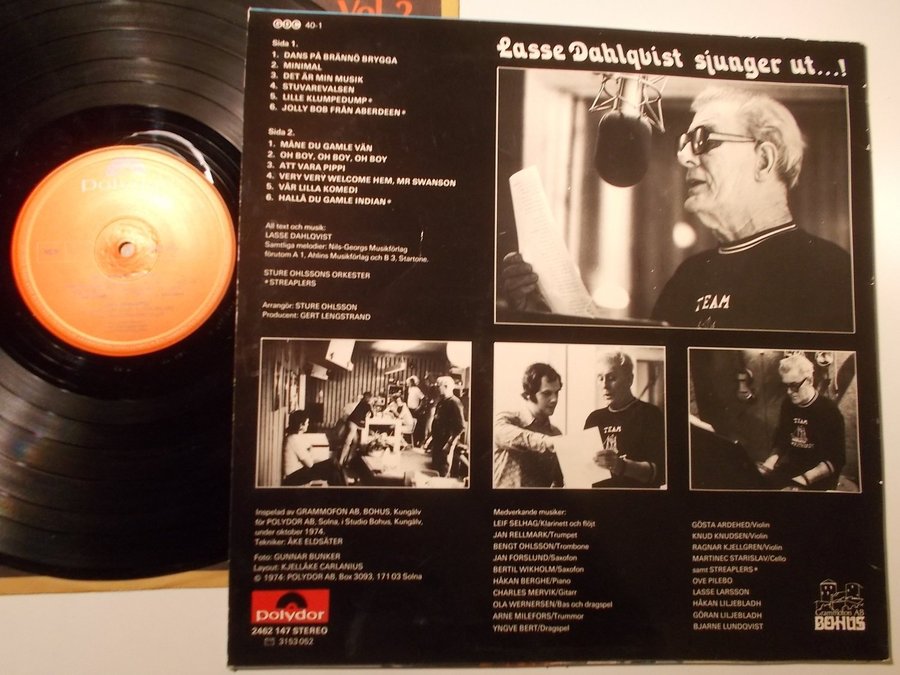 Vol. 2
polydor
GDC 40-1
Lasse Dahlqvist sjunger ut...!
Sida 1.
1. DANS PÅ BRÄNNÖ BRYGGA
2. MINIMAL
3. DET ÄR MIN MUSIK
4. STUVAREVALSEN
5. LILLE KLUMPEDUMP*
6. JOLLY BOB FRÅN ABERDEEN*
Sida 2.
1. MÅNE DU GAMLE VÄN
2. OH BOY, OH BOY, OH BOY
3. ATT VARA PIPPI
4. VERY VERY WELCOME HEM, MR SWANSON
5. VÅR LILLA KOMEDI
6. HALLÅ DU GAMLE INDIAN*
All text och musik:
LASSE DAHLQVIST
Samtliga melodier: Nils-Georgs Musikförlag
förutom A 1, Ahlins Musikförlag och B 3, Startone.
STURE OHLSSONS ORKESTER
*STREAPLERS
Arrangör: STURE OHLSSON
Producent: GERT LENGSTRAND
TEAM
TEAM
TEAM
Inspelad av GRAMMOFON AB, BOHUS, Kungälv
för POLYDOR AB, Solna, i Studio Bohus, Kungälv,
under oktober 1974.
Tekniker: ÅKE ELDSÄTER
Foto: GUNNAR BUNKER
Layout: KJELLÅKE CARLANIUS
© 1974: POLYDOR AB, Box 3093, 171 03 Solna
polydor
2462 147 STEREO
3153 052
Medverkande musiker:
LEIF SELHAG/Klarinett och flöjt
JAN RELLMARK/Trumpet
BENGT OHLSSON/Trombone
JAN FORSLUND/Saxofon
BERTIL WIKHOLM/Saxofon
HÅKAN BERGHE/Piano
CHARLES MERVIK/Gitarr
OLA WERNERSEN/Bas och dragspel
ARNE MILEFORS/Trummor
YNGVE BERT/Dragspel
GÖSTA ARDEHED/Violin
KNUD KNUDSEN/Violin
RAGNAR KJELLGREN/Violin
MARTINEC STARISLAV/Cello
samt STREAPLERS*
OVE PILEBO
LASSE LARSSON
HÅKAN LILJEBLADH
GÖRAN LILJEBLADH
BJARNE LUNDQVIST
Grammofon AB
BOHUS